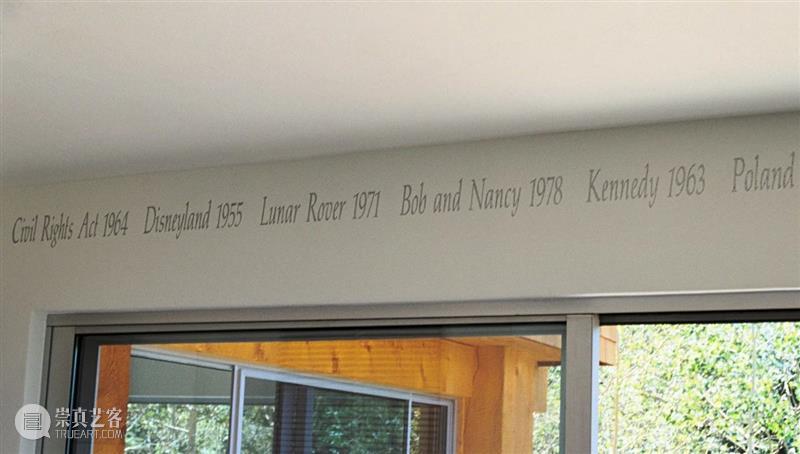 Civil Rights Act 1964 Disneyland 1955 Lunar Rover 1971 Bob and Nancy 1978 Kennedy 1963 Poland
崇真艺客
WWW.TRUEART.COM